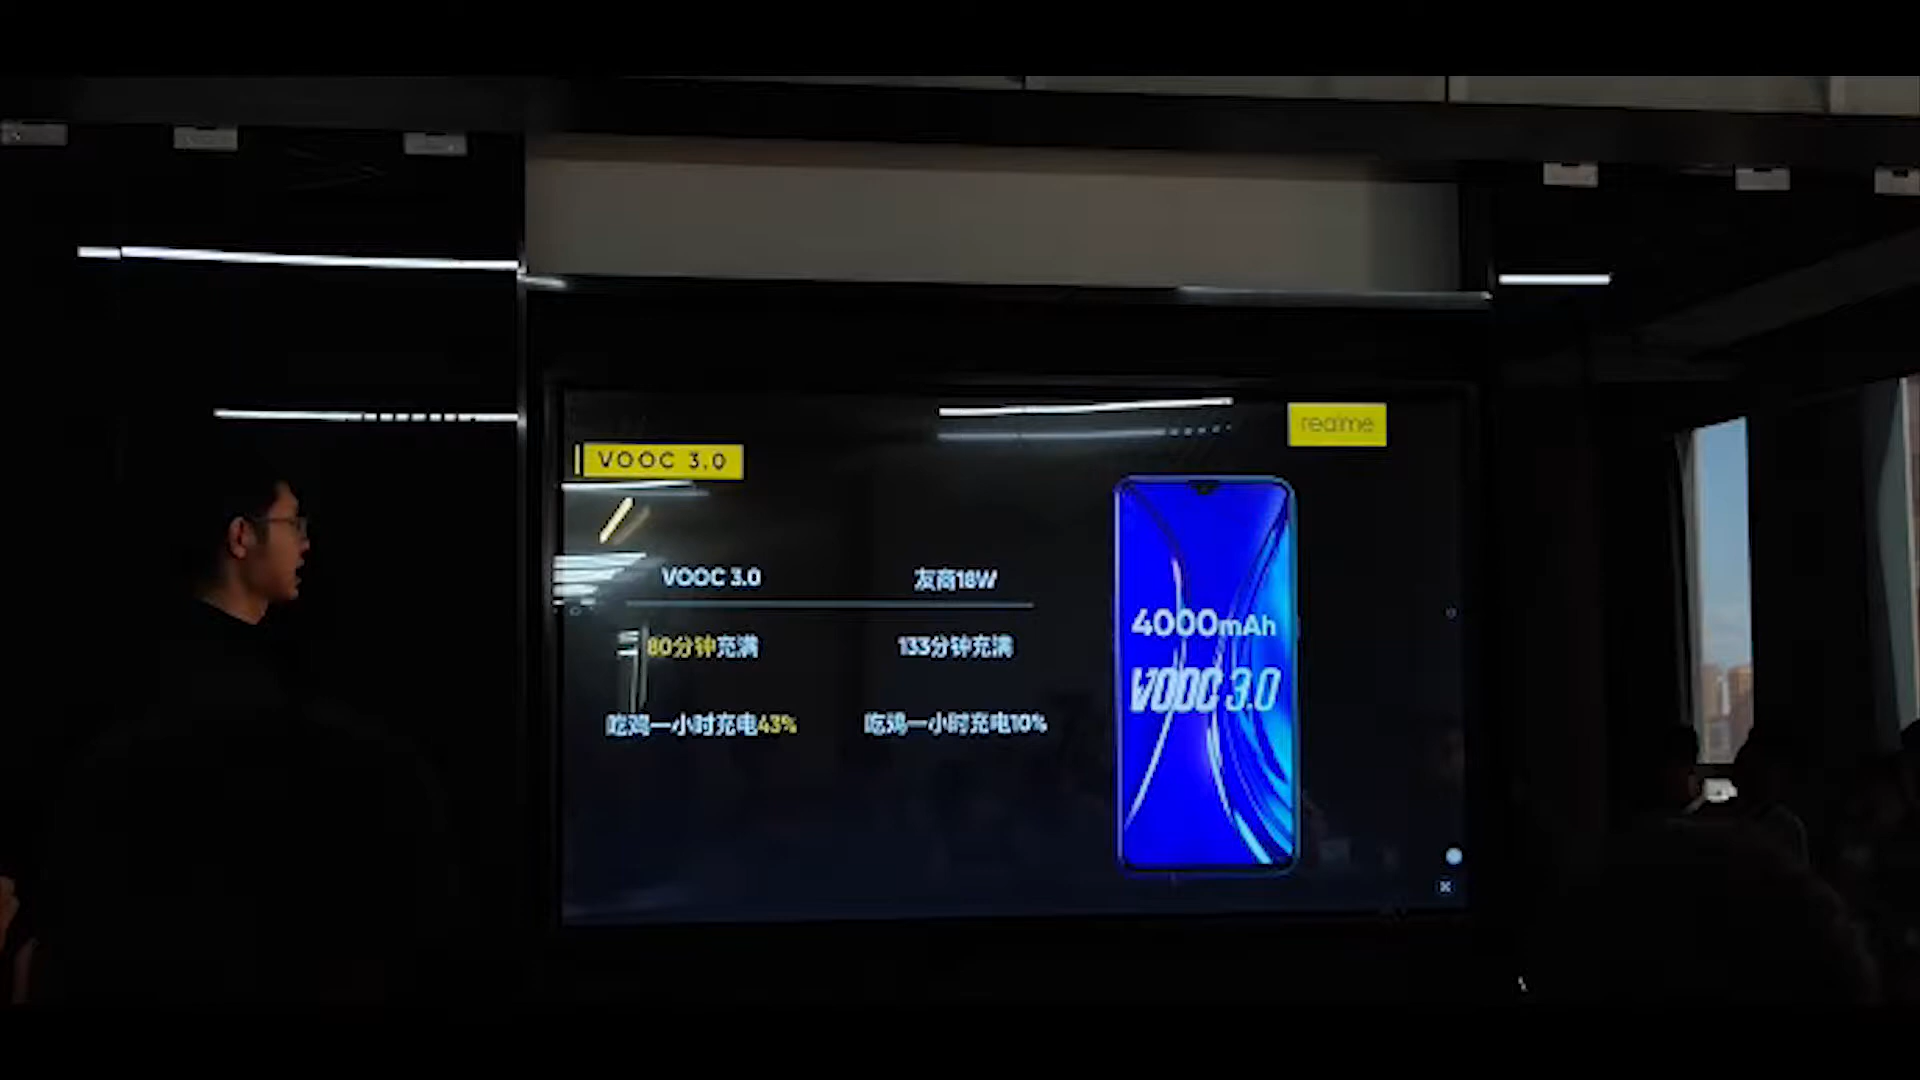 realme
VOOC 3.0
VOOC 3.0
友商18W
80分钟充满
133分钟充满
吃鸡一小时充电43%
吃鸡一小时充电10%
4000mAh
VOOC 3.0